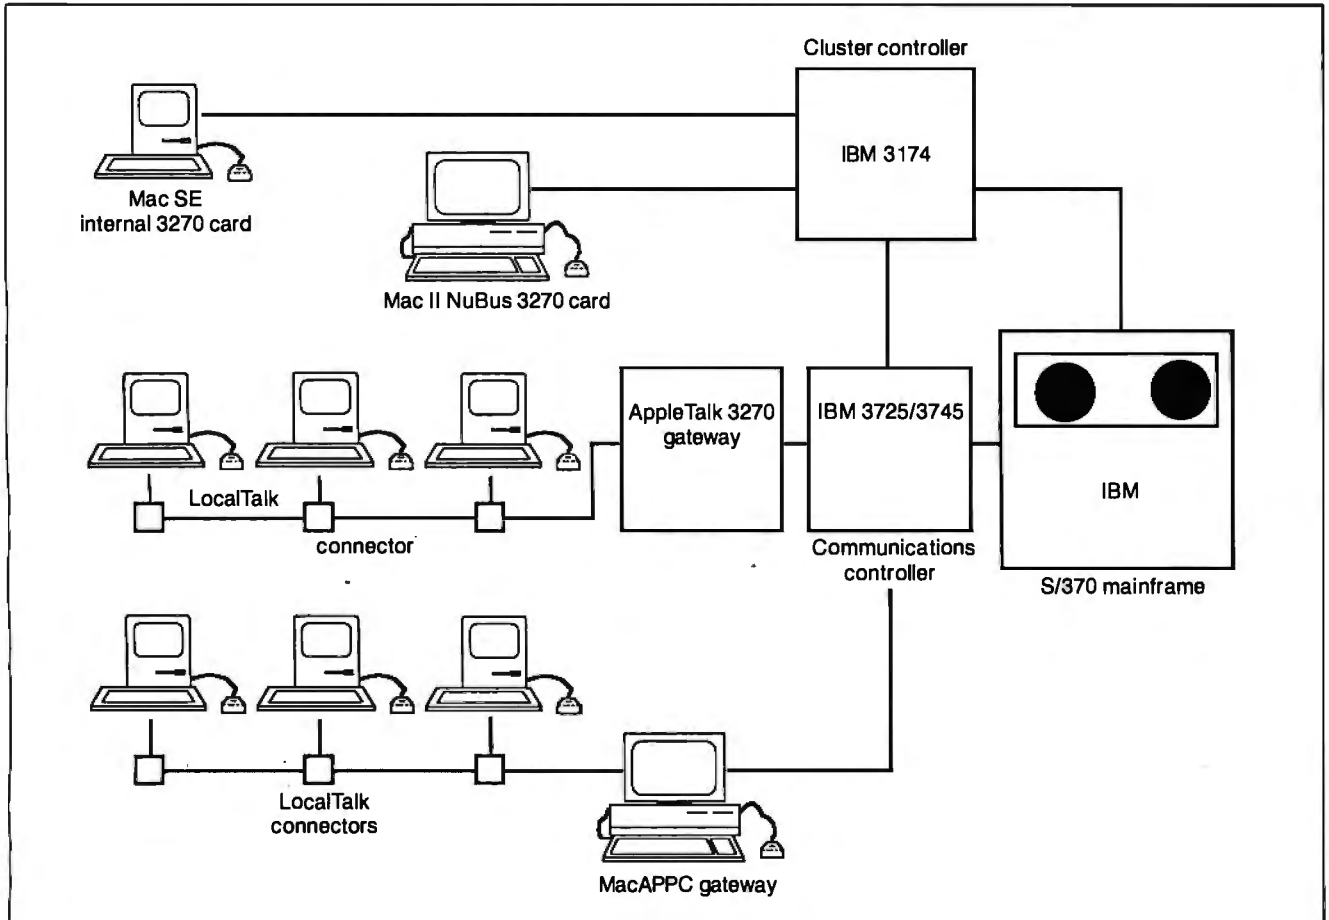 Cluster controller
IBM 3174
Mac SE
internal 3270 card
Mac II NuBus 3270 card
AppleTalk 3270
gateway
IBM 3725/3745
IBM
LocalTalk
connector
Communications
controller
S/370 mainframe
LocalTalk
connectors
MacAPPC gateway